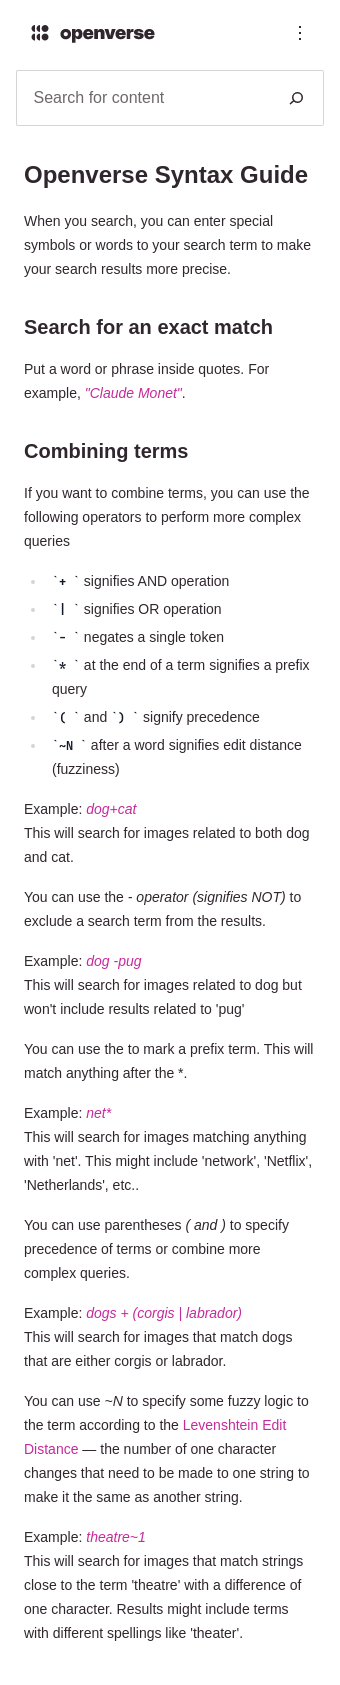 openverse
Search for content
Openverse Syntax Guide
When you search, you can enter special
symbols or words to your search term to make
your search results more precise.
Search for an exact match
Put a word or phrase inside quotes. For
example, "Claude Monet".
Combining terms
If you want to combine terms, you can use the
following operators to perform more complex
queries
`+ ` signifies AND operation
`| ` signifies OR operation
`- ` negates a single token
`* ` at the end of a term signifies a prefix
query
`( ` and `) ` signify precedence
`~N ` after a word signifies edit distance
(fuzziness)
Example: dog+cat
This will search for images related to both dog
and cat.
You can use the - operator (signifies NOT) to
exclude a search term from the results.
Example: dog -pug
This will search for images related to dog but
won't include results related to 'pug'
You can use the to mark a prefix term. This will
match anything after the *.
Example: net*
This will search for images matching anything
with 'net'. This might include 'network', 'Netflix',
'Netherlands', etc..
You can use parentheses ( and ) to specify
precedence of terms or combine more
complex queries.
Example: dogs + (corgis | labrador)
This will search for images that match dogs
that are either corgis or labrador.
You can use ~N to specify some fuzzy logic to
the term according to the Levenshtein Edit
Distance — the number of one character
changes that need to be made to one string to
make it the same as another string.
Example: theatre~1
This will search for images that match strings
close to the term 'theatre' with a difference of
one character. Results might include terms
with different spellings like 'theater'.